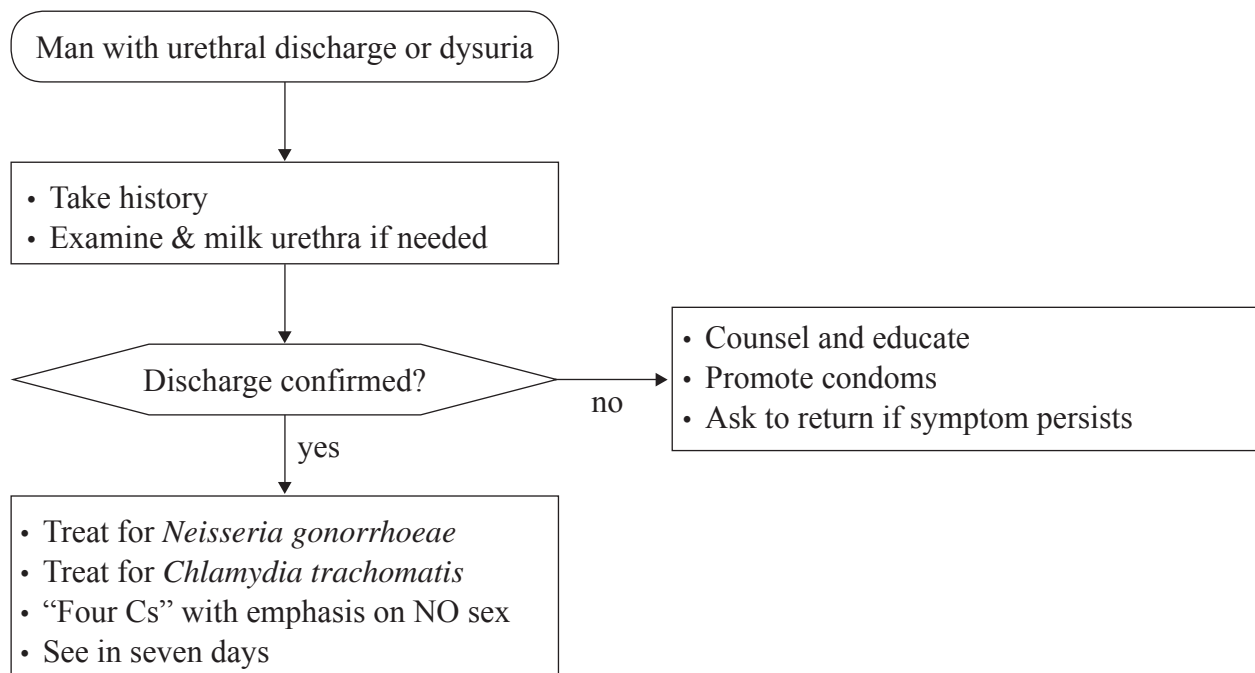 Man with urethral discharge or dysuria
• Take history
• Examine & milk urethra if needed
Discharge confirmed?
no
• Counsel and educate
• Promote condoms
• Ask to return if symptom persists
yes
• Treat for Neisseria gonorrhoeae
• Treat for Chlamydia trachomatis
• “Four Cs” with emphasis on NO sex
• See in seven days